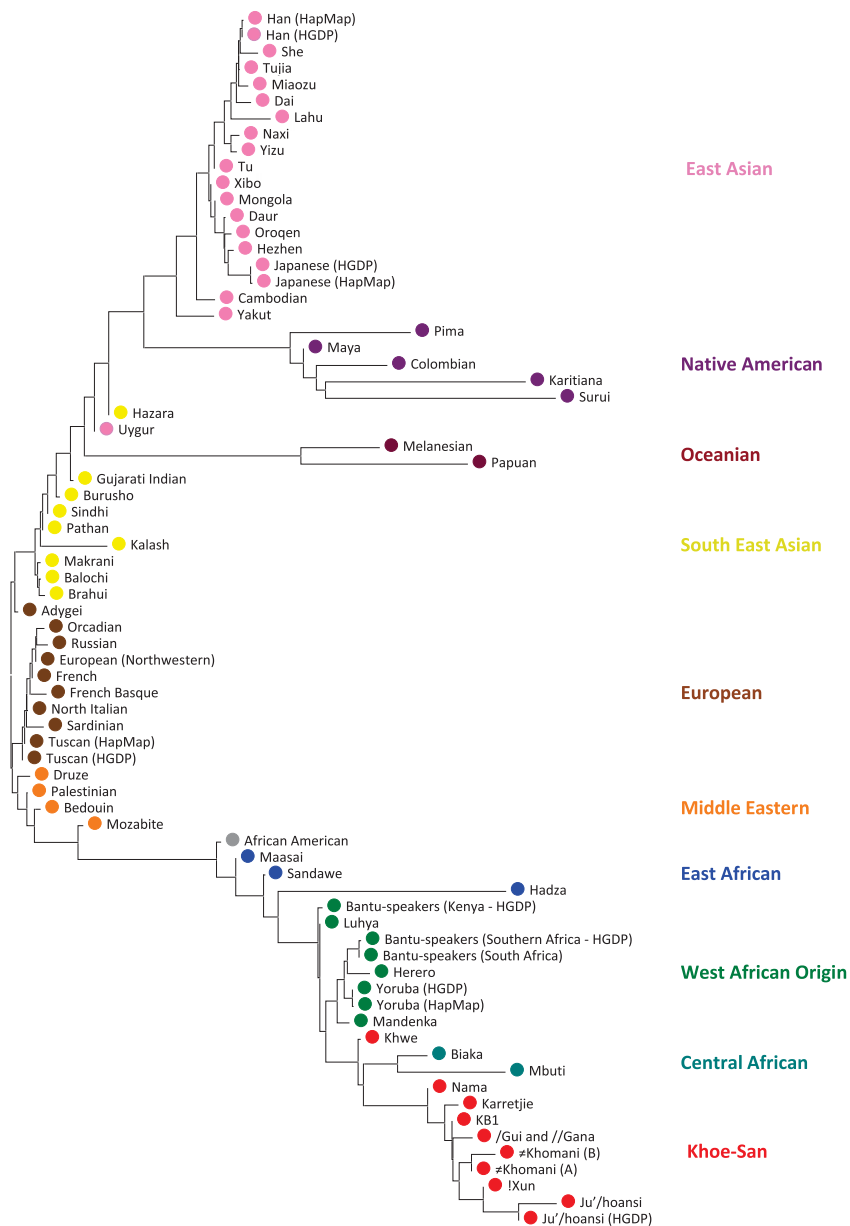 Han (HapMap)
Han (HGDP)
She
Tujia
Miaozu
Dai
Lahu
Naxi
Yizu
Tu
Xibo
Mongola
Daur
Oroqen
Hezhen
Japanese (HGDP)
Japanese (HapMap)
Cambodian
Yakut
East Asian
Pima
Maya
Colombian
Karitiana
Surui
Native American
Hazara
Uygur
Melanesian
Papuan
Oceanian
Gujarati Indian
Burusho
Sindhi
Pathan
Kalash
Makrani
Balochi
Brahui
South East Asian
Adygei
Orcadian
Russian
European (Northwestern)
French
French Basque
North Italian
Sardinian
Tuscan (HapMap)
Tuscan (HGDP)
European
Druze
Palestinian
Bedouin
Mozabite
Middle Eastern
African American
Maasai
Sandawe
Hadza
East African
Bantu-speakers (Kenya - HGDP)
Luhya
Bantu-speakers (Southern Africa - HGDP)
Bantu-speakers (South Africa)
Herero
Yoruba (HGDP)
Yoruba (HapMap)
Mandenka
West African Origin
Khwe
Biaka
Mbuti
Central African
Nama
Karretjie
KB1
/Gui and //Gana
≠Khomani (B)
≠Khomani (A)
!Xun
Ju’/hoansi
Ju’/hoansi (HGDP)
Khoe-San